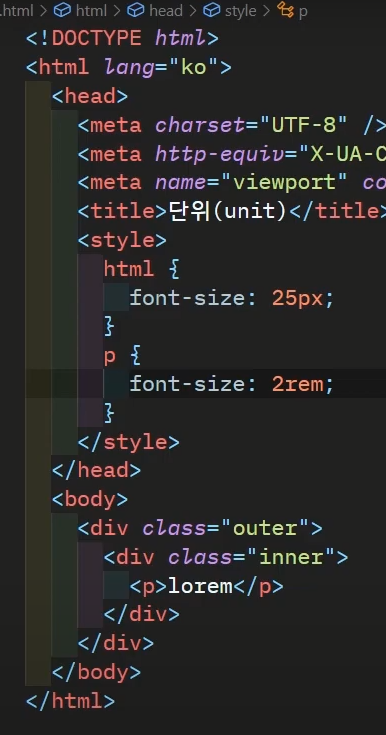 .html > html > head > style > p
<!DOCTYPE html>
<html lang="ko">
<head>
<meta charset="UTF-8" />
<meta http-equiv="X-UA-C
<meta name="viewport" co
<title>단위(unit)</title>
<style>
html {
font-size: 25px;
}
p {
font-size: 2rem;
}
</style>
</head>
<body>
<div class="outer">
<div class="inner">
<p>lorem</p>
</div>
</div>
</body>
</html>